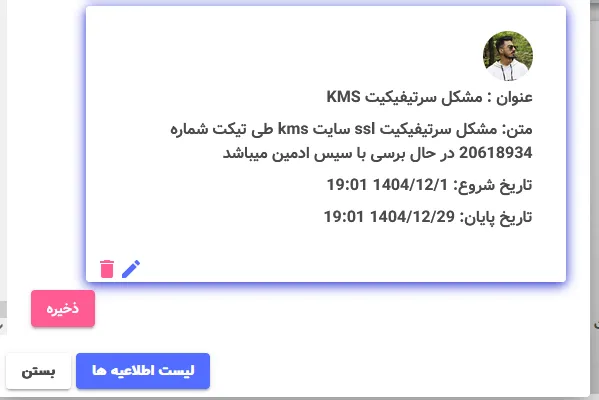 عنوان : مشکل سرتیفیکیت KMS
متن: مشکل سرتیفیکیت ssl سایت kms طی تیکت شماره
20618934 در حال برسی با سیس ادمین میباشد
تاریخ شروع: 1404/12/1 19:01
تاریخ پایان: 1404/12/29 19:01
ذخیره
لیست اطلاعیه ها
بستن